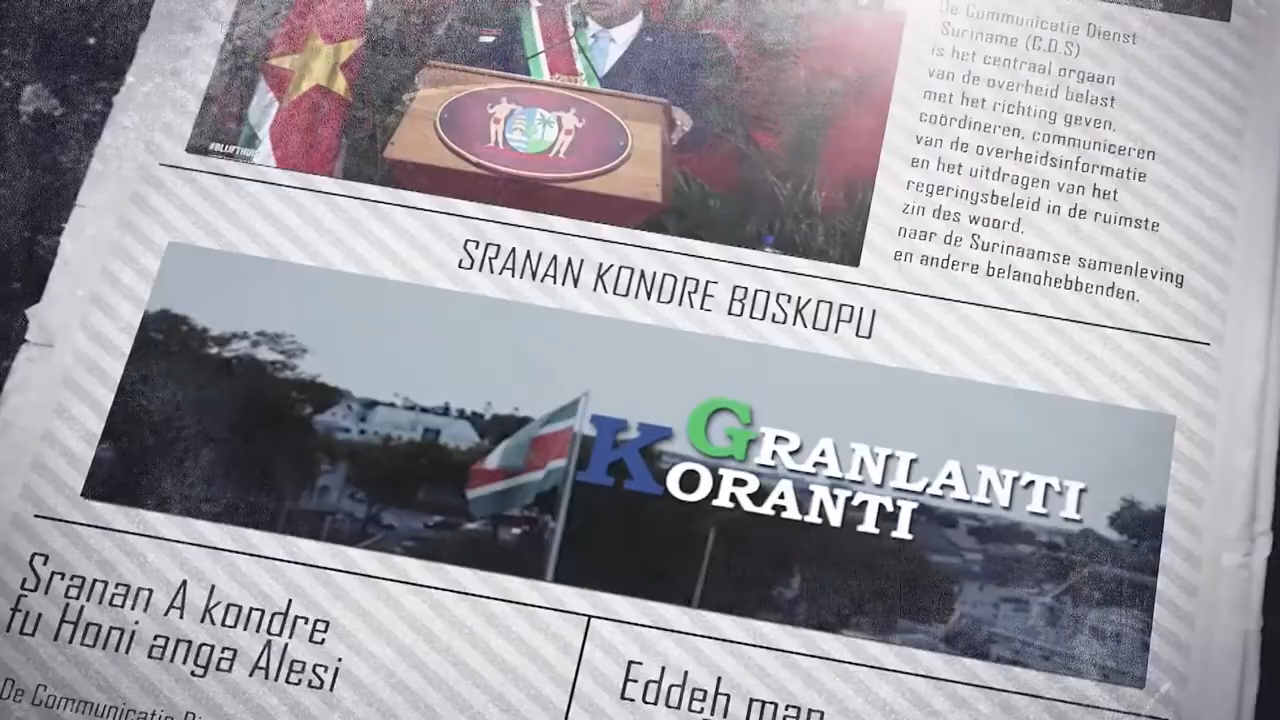 De Communicatie Dienst
Suriname (C.D.S)
is het centraal orgaan
van de overheid belast
met het richting geven,
coördineren, communiceren
van de overheidsinformatie
en het uitdragen van het
regeringsbeleid in de ruimste
zin des woord.
naar de Surinaamse samenleving
en andere belanghebbenden.
SRANAN KONDRE BOSKOPU
GRANLANTI
KORANTI
Sranan A kondre
fu Honi anga Alesi
De Communicatie
Eddeh man